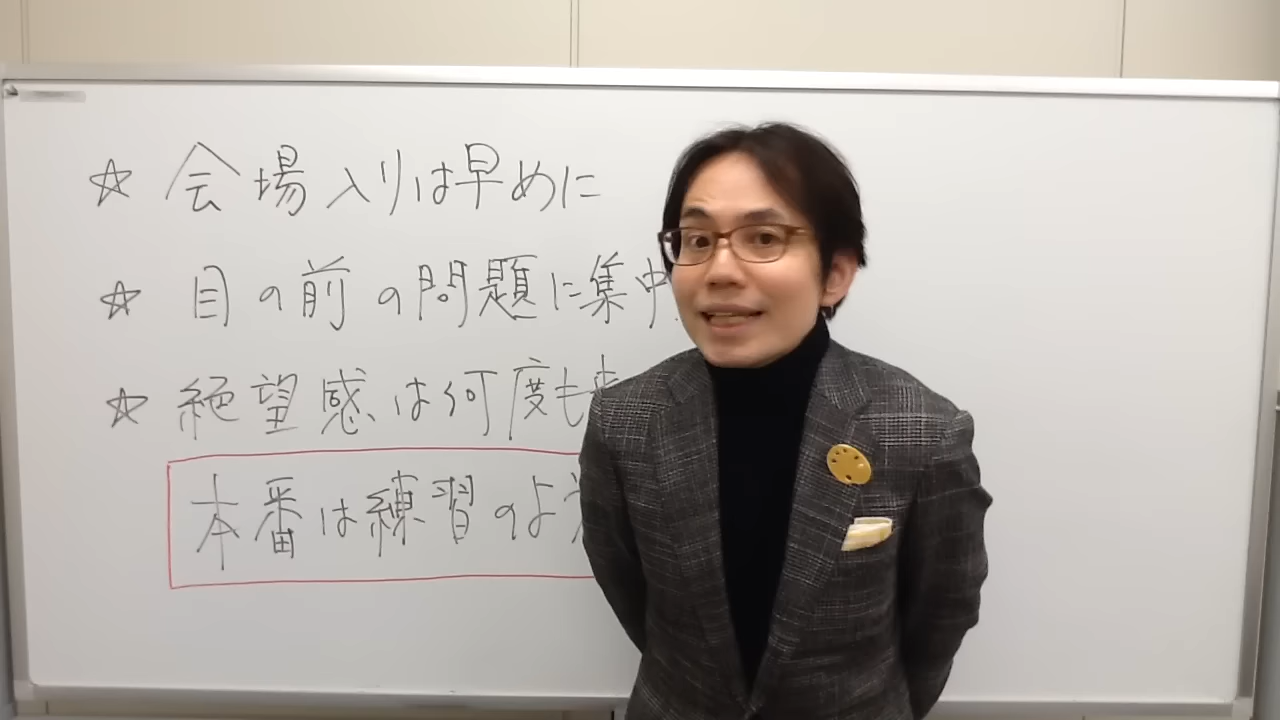 ☆ 会場入りは早めに
☆ 目の前の問題に集中
☆ 絶望感は何度も
本番は練習のよ